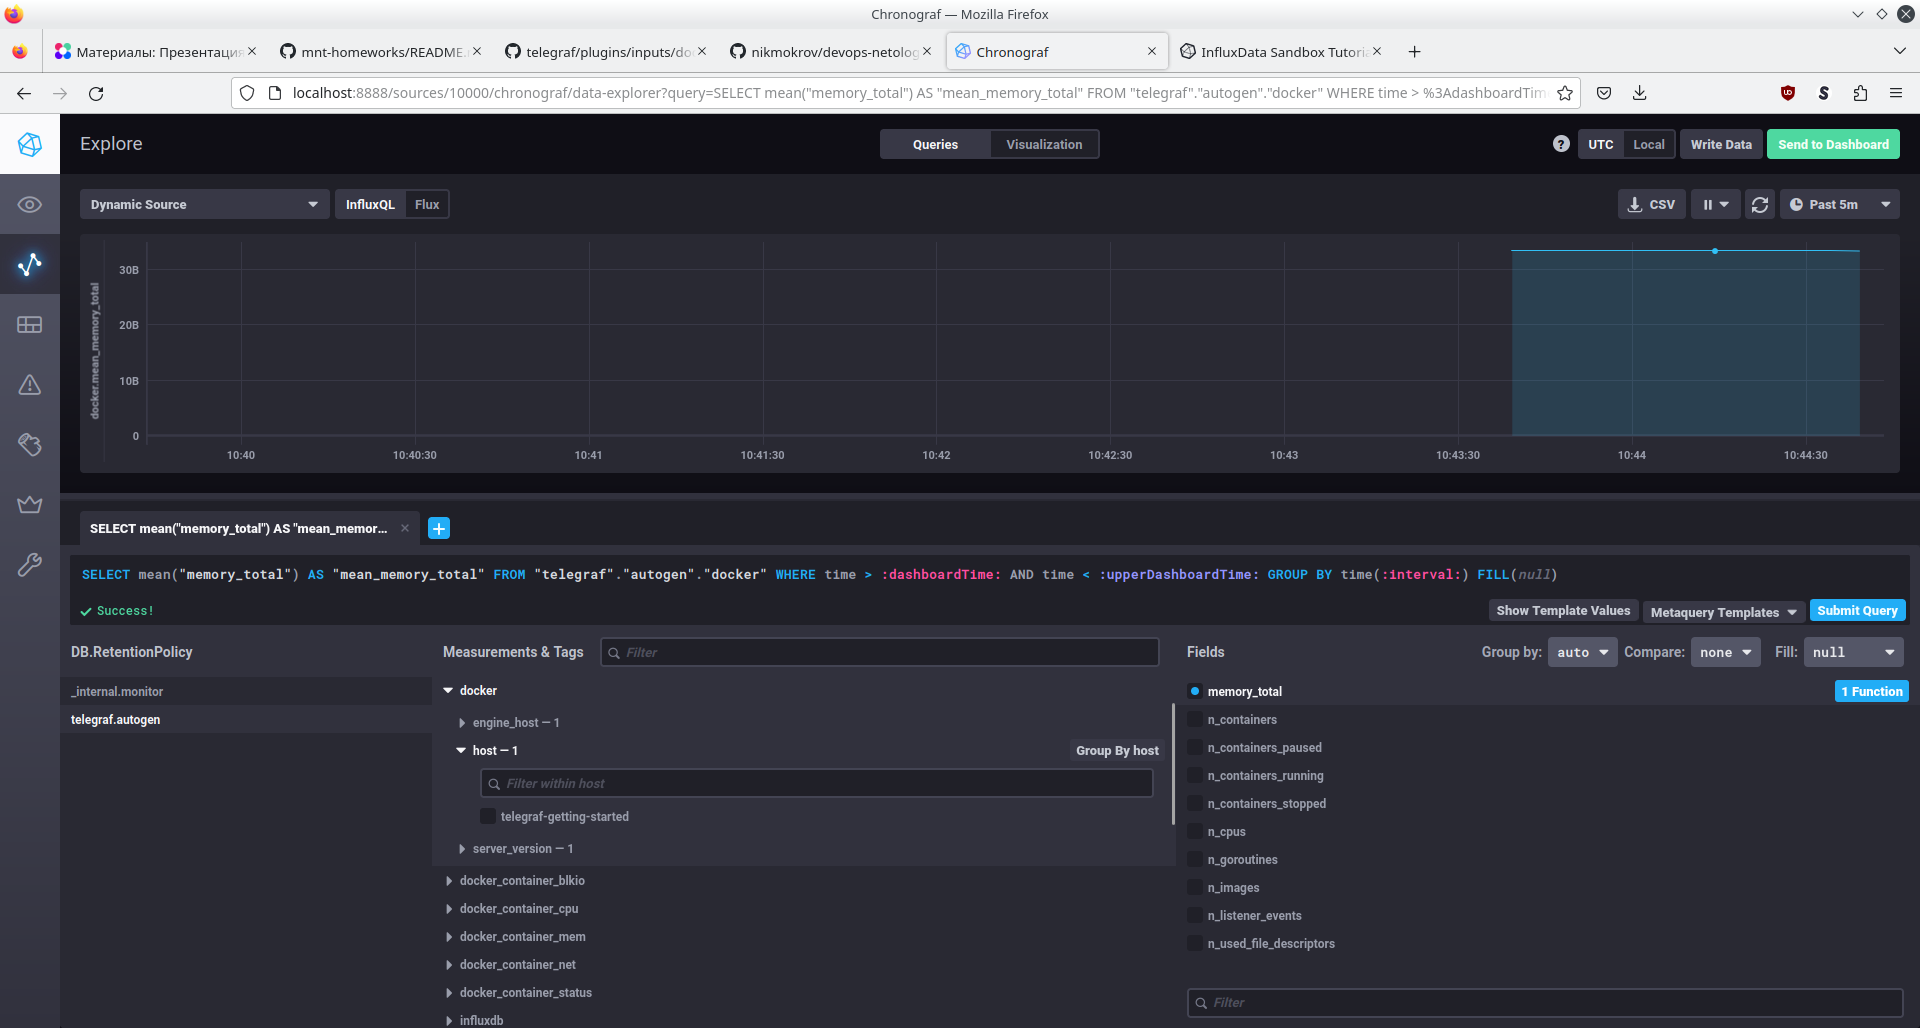 Chronograf — Mozilla Firefox
Материалы: Презентация
mnt-homeworks/README.
telegraf/plugins/inputs/do
nikmokrov/devops-netolog
Chronograf
InfluxData Sandbox Tutoria
localhost:8888/sources/10000/chronograf/data-explorer?query=SELECT mean("memory_total") AS "mean_memory_total" FROM "telegraf"."autogen"."docker" WHERE time > %3AdashboardTim
Explore
Queries
Visualization
?
UTC
Local
Write Data
Send to Dashboard
Dynamic Source
InfluxQL
Flux
CSV
Past 5m
docker.mean_memory_total
30B
20B
10B
0
10:40
10:40:30
10:41
10:41:30
10:42
10:42:30
10:43
10:43:30
10:44
10:44:30
SELECT mean("memory_total") AS "mean_memor...
SELECT mean("memory_total") AS "mean_memory_total" FROM "telegraf"."autogen"."docker" WHERE time > :dashboardTime: AND time < :upperDashboardTime: GROUP BY time(:interval:) FILL(null)
Success!
Show Template Values
Metaquery Templates
Submit Query
DB.RetentionPolicy
_internal.monitor
telegraf.autogen
Measurements & Tags
Filter
docker
engine_host — 1
host — 1
Group By host
Filter within host
telegraf-getting-started
server_version — 1
docker_container_blkio
docker_container_cpu
docker_container_mem
docker_container_net
docker_container_status
influxdb
Fields
Group by:
auto
Compare:
none
Fill:
null
memory_total
1 Function
n_containers
n_containers_paused
n_containers_running
n_containers_stopped
n_cpus
n_goroutines
n_images
n_listener_events
n_used_file_descriptors
Filter